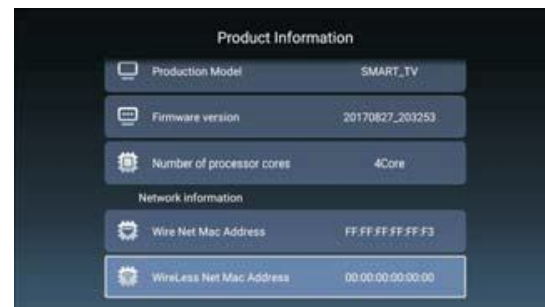 Product Information
Production Model SMART_TV
Firmware version 20170827_203253
Number of processor cores 4Core
Network information
Wire Net Mac Address FF:FF:FF:FF:FF:F3
WireLess Net Mac Address 00:00:00:00:00:00